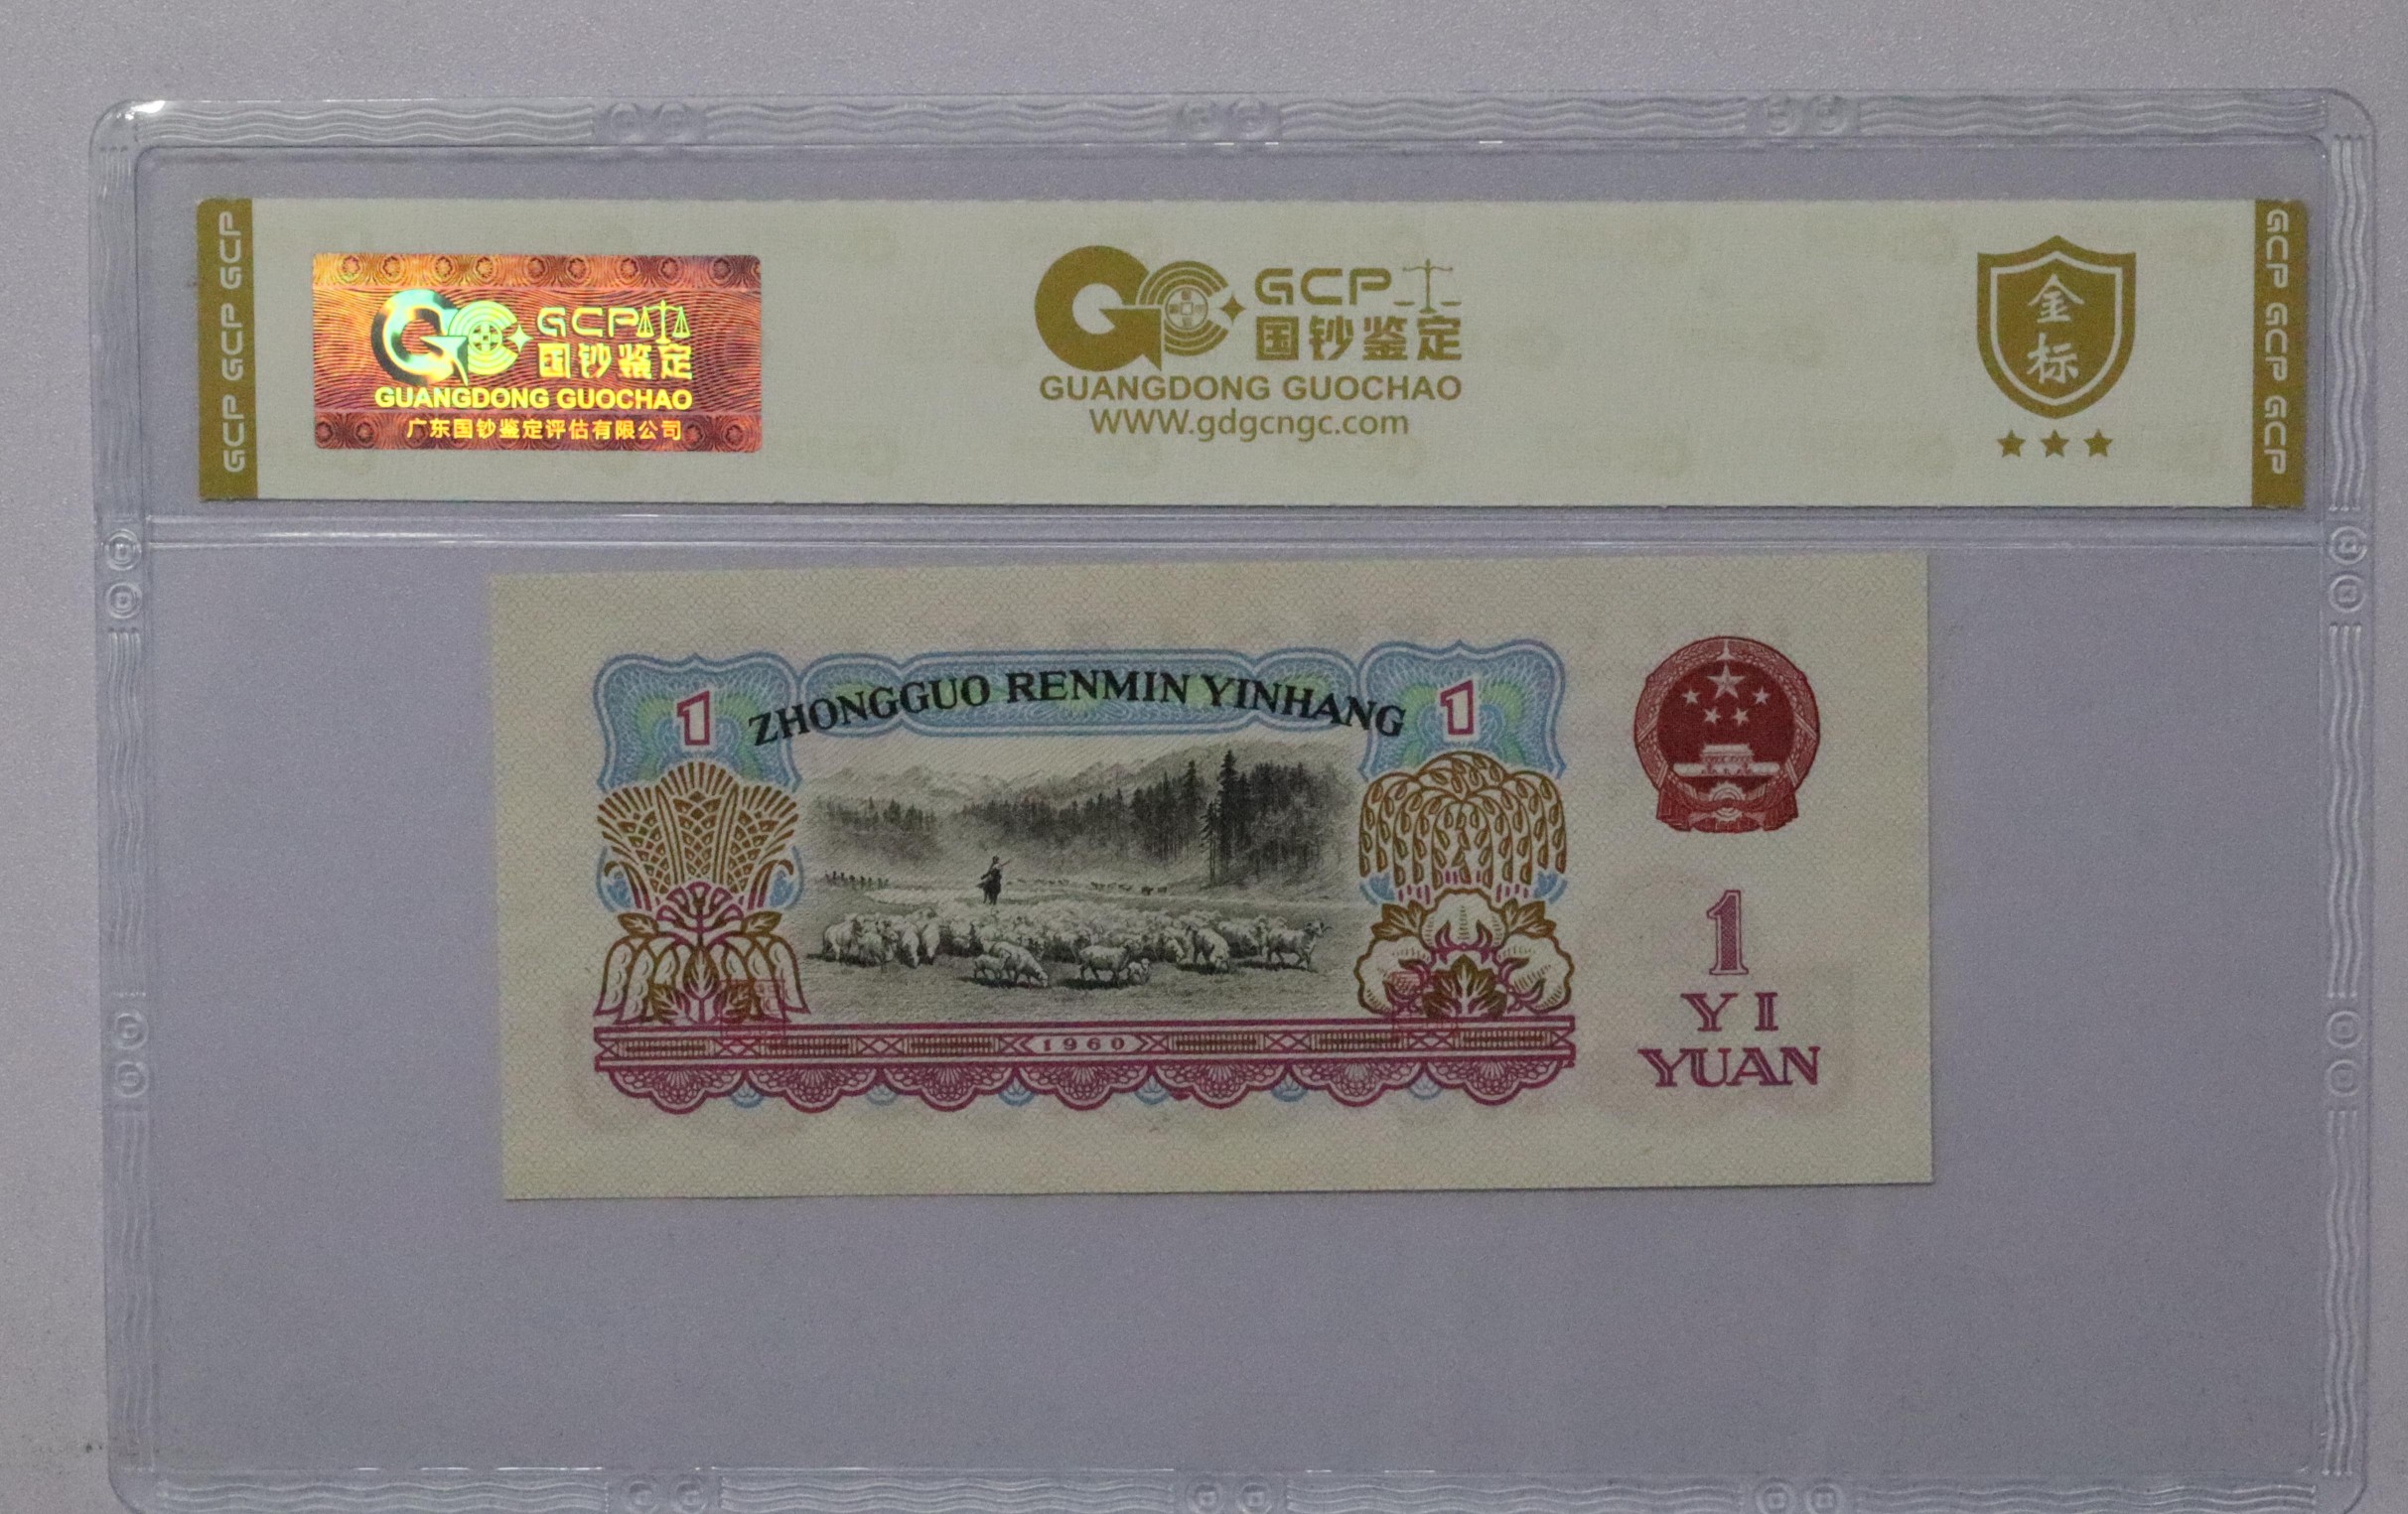 GCP GCP GCP
GCP
国钞鉴定
GUANGDONG GUOCHAO
广东国钞鉴定评估有限公司
GCP
国钞鉴定
GUANGDONG GUOCHAO
WWW.gdgcngc.com
金
标
GCP GCP GCP
1
ZHONGGUO RENMIN YINHANG
1
1960
1
YI
YUAN